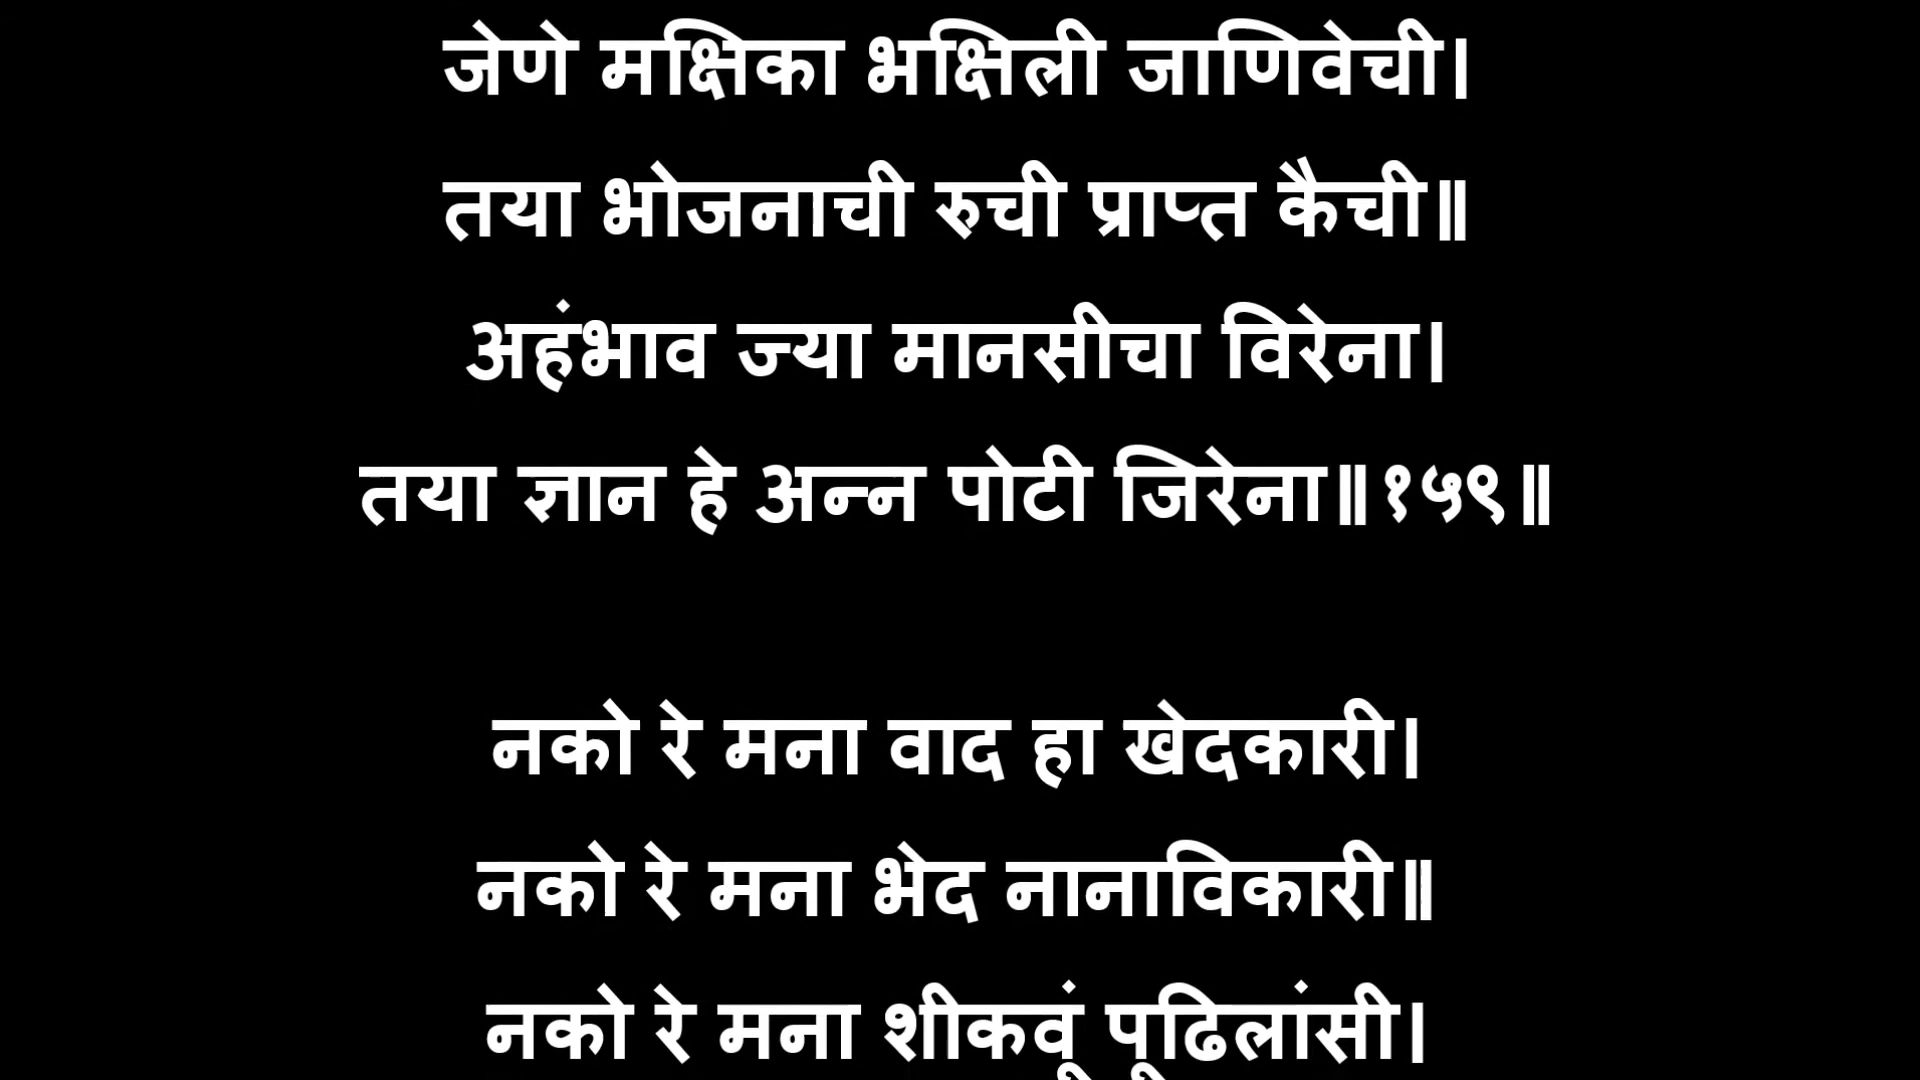 जेणे मक्षिका भक्षिली जाणिवेची।
तया भोजनाची रुची प्राप्त कैची॥
अहंभाव ज्या मानसीचा विरेना।
तया ज्ञान हे अन्न पोटी जिरेना॥१५९॥
नको रे मना वाद हा खेदकारी।
नको रे मना भेद नानाविकारी॥
नको रे मना शीकवूं पूढिलांसी।